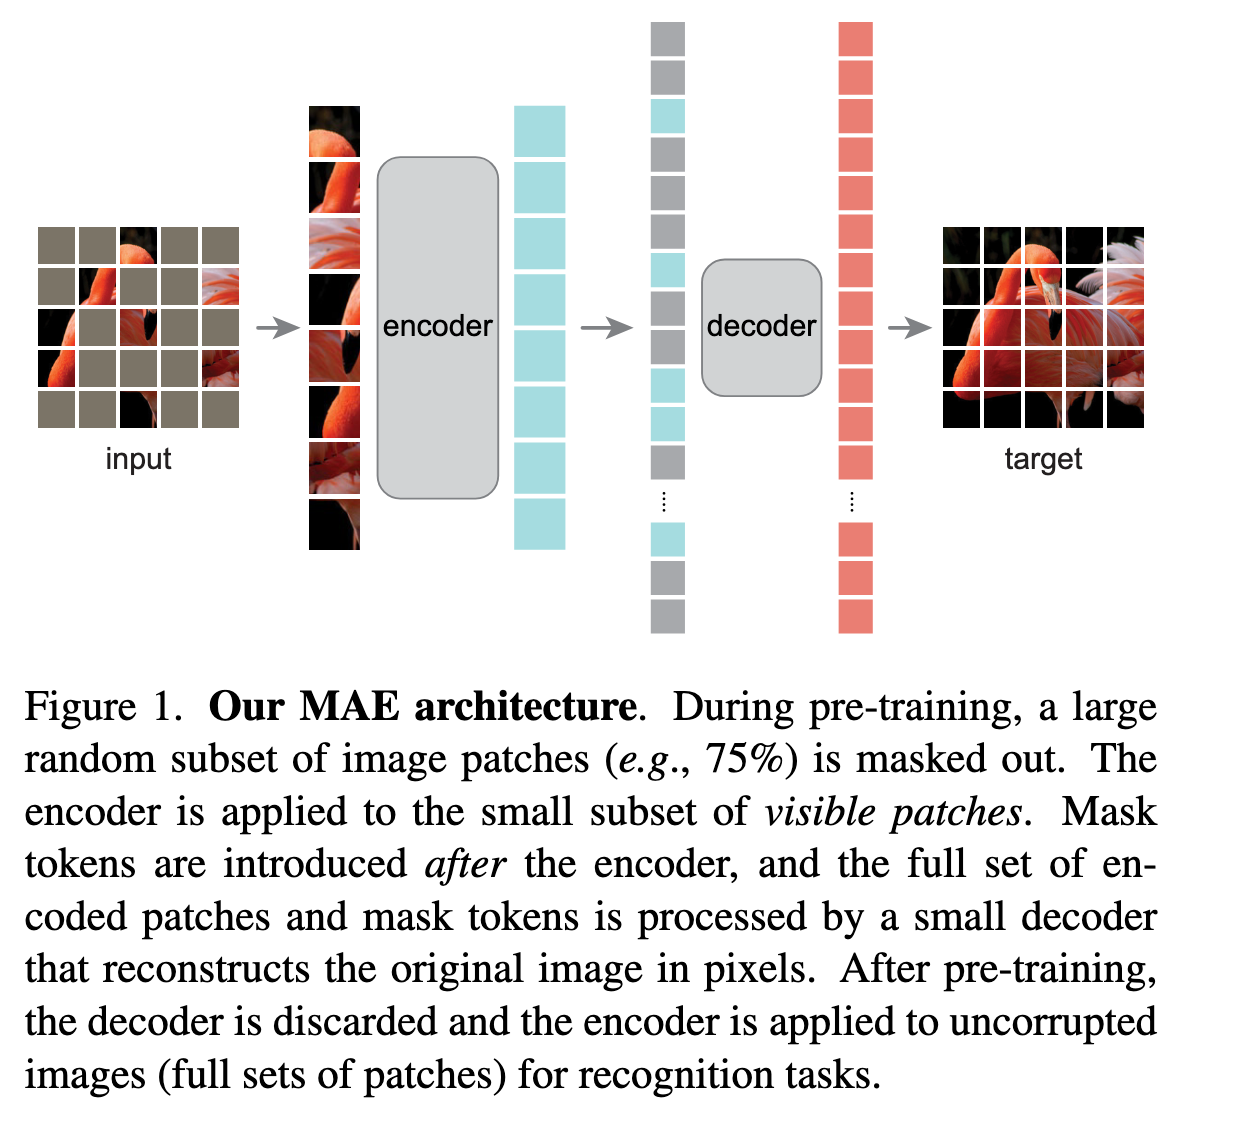 input
encoder
decoder
target
Figure 1. Our MAE architecture. During pre-training, a large
random subset of image patches (e.g., 75%) is masked out. The
encoder is applied to the small subset of visible patches. Mask
tokens are introduced after the encoder, and the full set of en-
coded patches and mask tokens is processed by a small decoder
that reconstructs the original image in pixels. After pre-training,
the decoder is discarded and the encoder is applied to uncorrupted
images (full sets of patches) for recognition tasks.